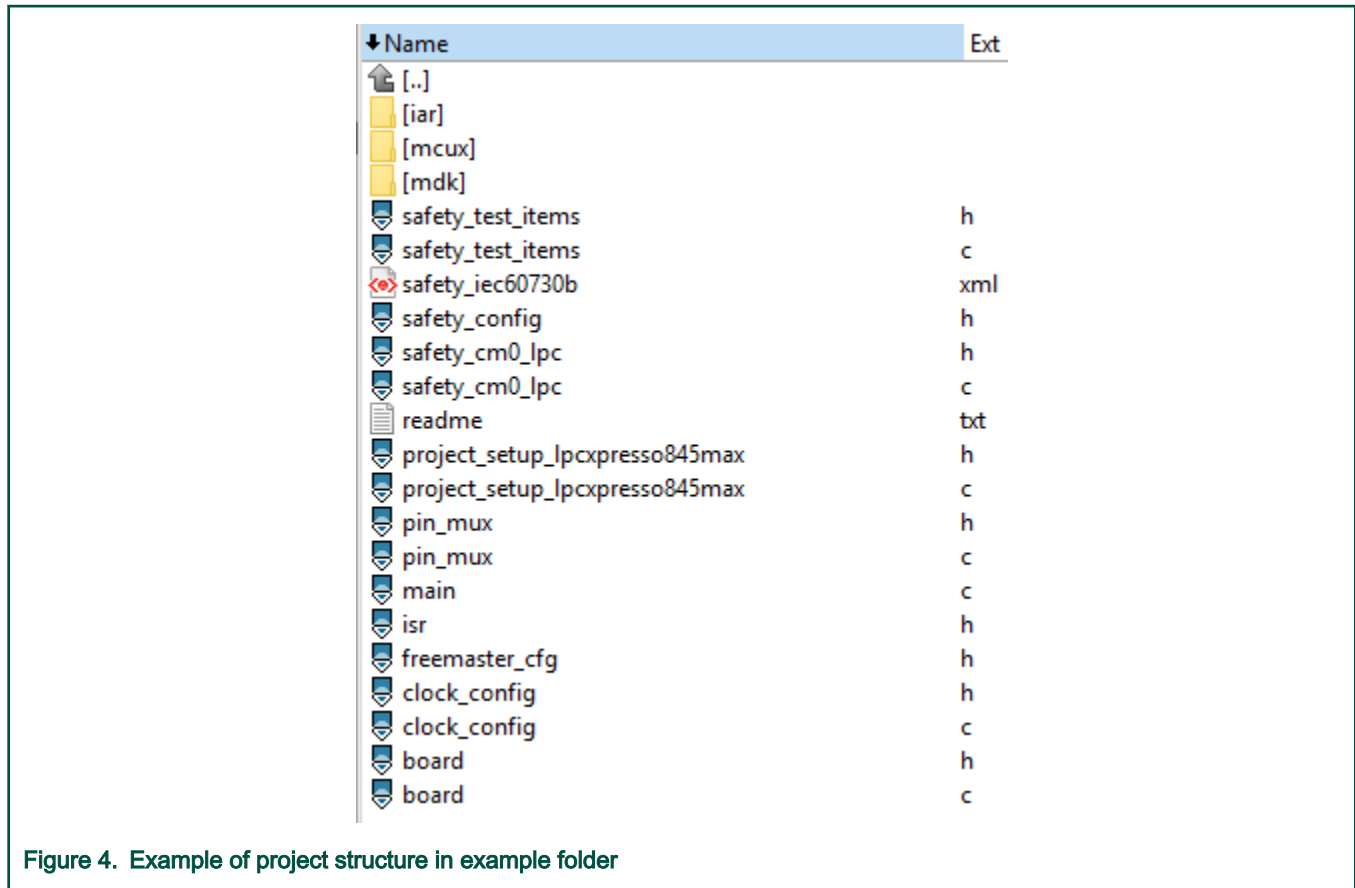 Name Ext
[..]
[iar]
[mcux]
[mdk]
safety_test_items h
safety_test_items c
safety_iec60730b xml
safety_config h
safety_cm0_lpc h
safety_cm0_lpc c
readme txt
project_setup_lpcxpresso845max h
project_setup_lpcxpresso845max c
pin_mux h
pin_mux c
main c
isr h
freemaster_cfg h
clock_config h
clock_config c
board h
board c
Figure 4. Example of project structure in example folder